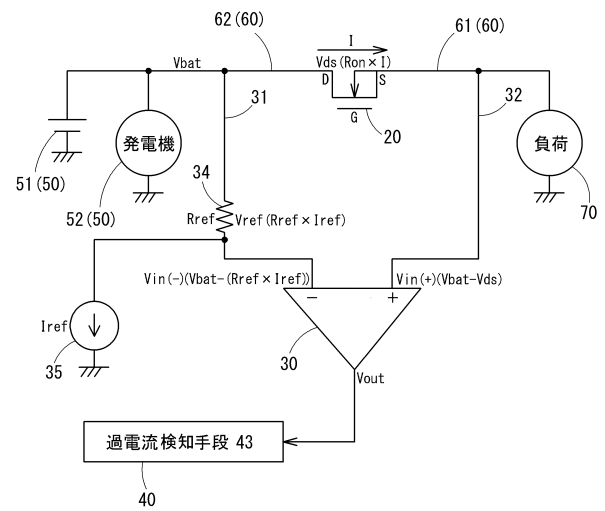 62(60)
I
61(60)
Vbat
Vds(Ron×I)
D
S
G
31
32
20
発電機
負荷
51(50)
52(50)
34
70
Rref
Vref(Rref×Iref)
Vin(-)(Vbat-(Rref×Iref))
Vin(+)(Vbat-Vds)
－
＋
Iref
35
30
Vout
過電流検知手段 43
40